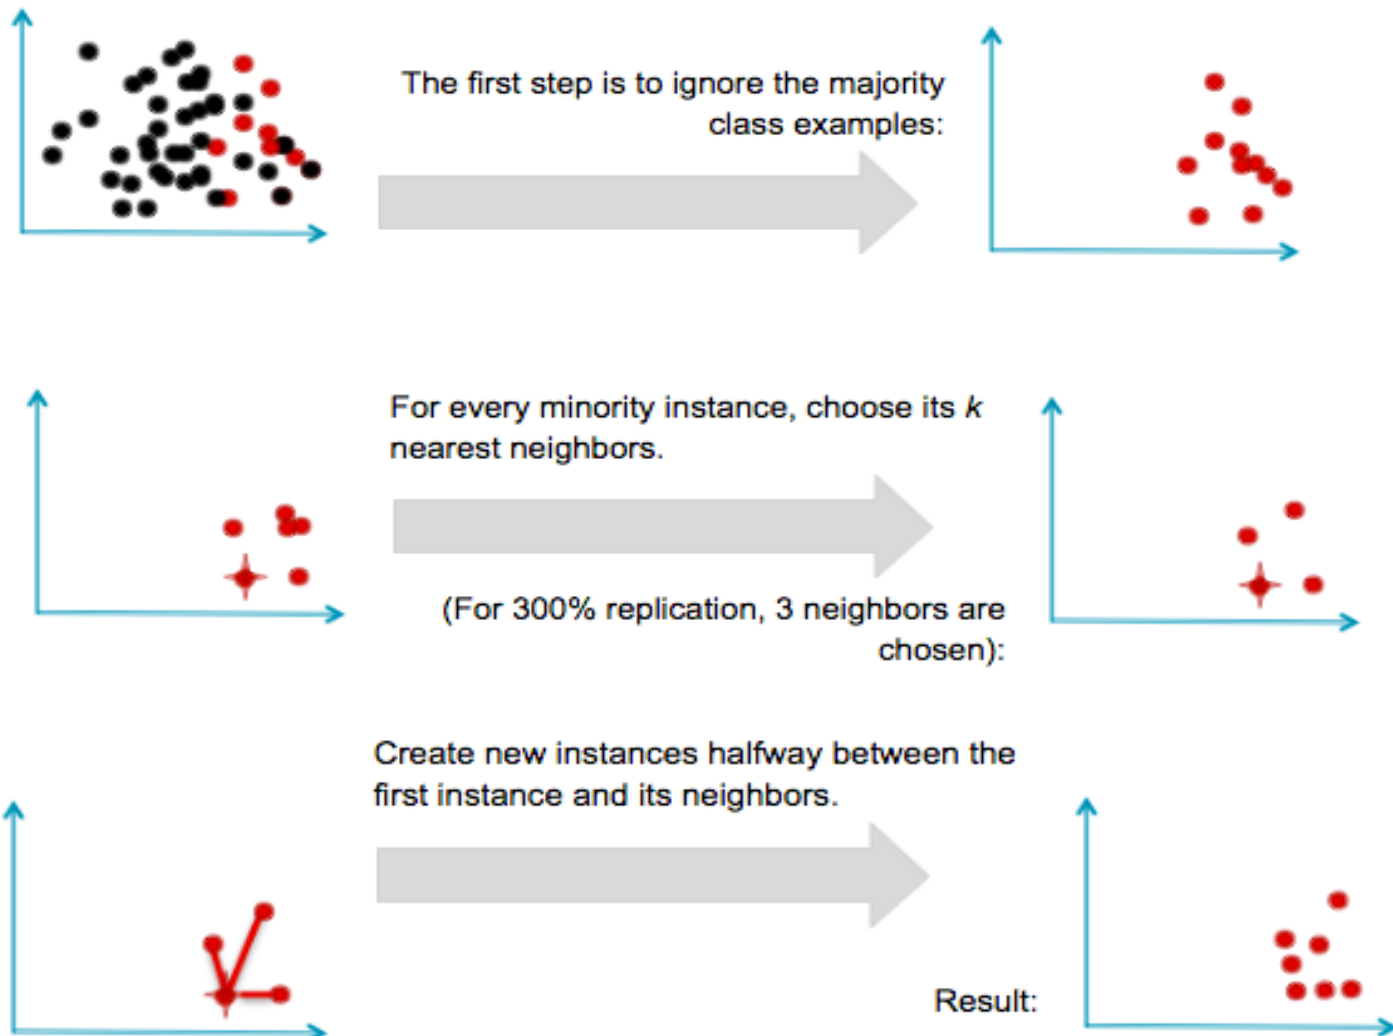 The first step is to ignore the majority
class examples:
For every minority instance, choose its k
nearest neighbors.
(For 300% replication, 3 neighbors are
chosen):
Create new instances halfway between the
first instance and its neighbors.
Result: